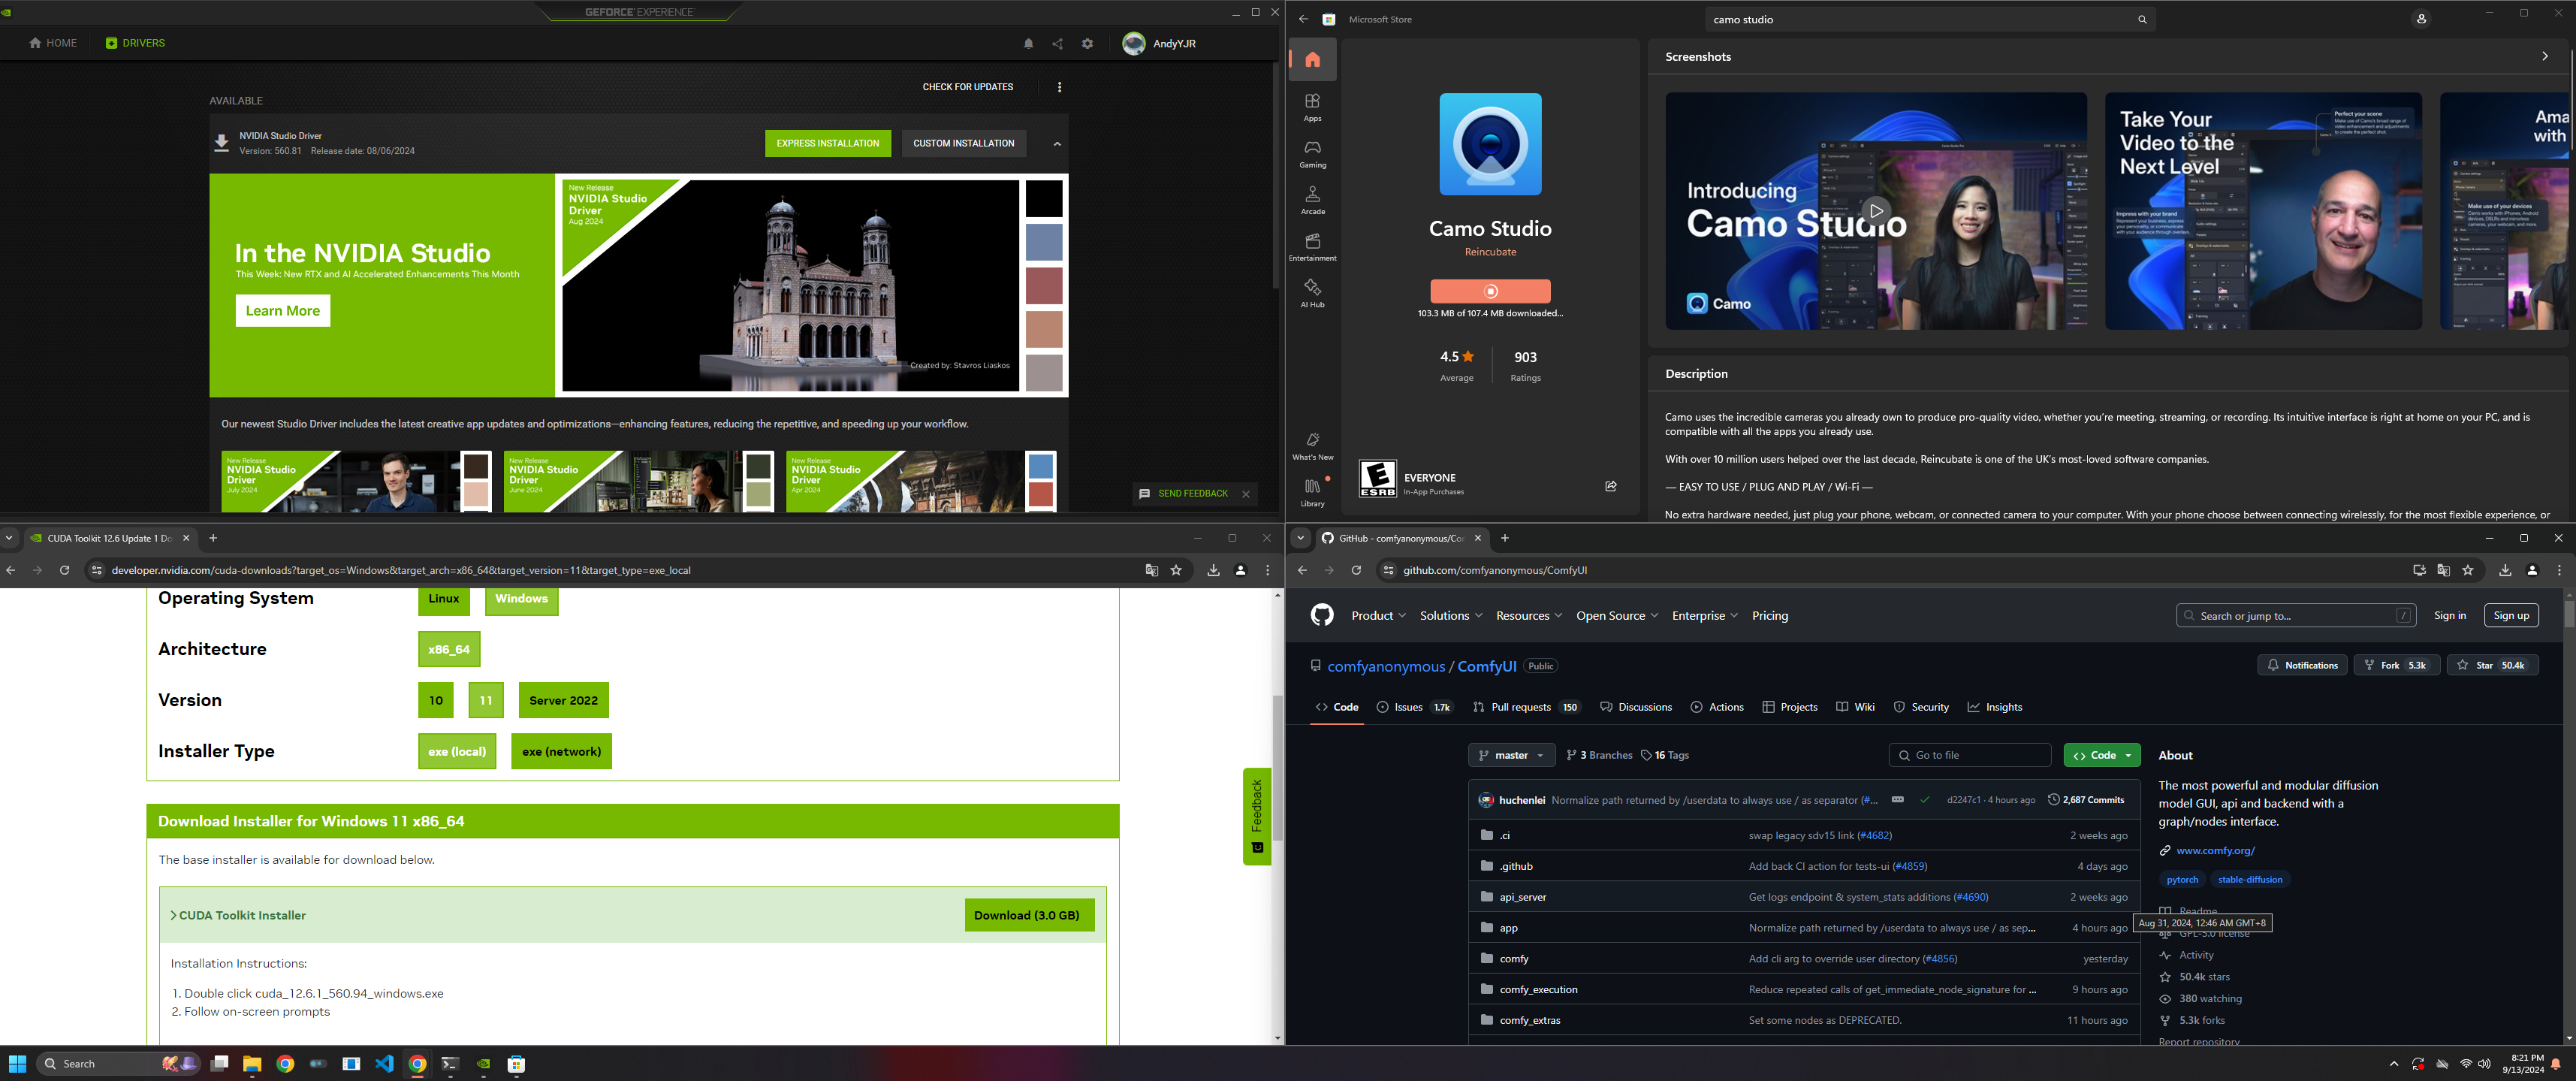 GEFORCE EXPERIENCE
HOME
DRIVERS
AndyYJR
CHECK FOR UPDATES
AVAILABLE
NVIDIA Studio Driver
Version: 560.81 Release date: 08/06/2024
EXPRESS INSTALLATION
CUSTOM INSTALLATION
In the NVIDIA Studio
This Week: New RTX and AI Accelerated Enhancements This Month
Learn More
New Release
NVIDIA Studio
Driver
Aug 2024
Created by: Stavros Liaskos
Our newest Studio Driver includes the latest creative app updates and optimizations—enhancing features, reducing the repetitive, and speeding up your workflow.
New Release
NVIDIA Studio
Driver
July 2024
New Release
NVIDIA Studio
Driver
June 2024
New Release
NVIDIA Studio
Driver
Apr 2024
SEND FEEDBACK
Microsoft Store
camo studio
Home
Apps
Gaming
Arcade
Entertainment
AI Hub
What's New
Library
Camo Studio
Reincubate
103.3 MB of 107.4 MB downloaded...
4.5
Average
903
Ratings
E
ESRB
EVERYONE
In-App Purchases
Screenshots
Introducing
Camo Studio
Camo
Take Your
Video to the
Next Level
Perfect your scene
Impress with your brand
Ama
with
Make use of your devices
Description
Camo uses the incredible cameras you already own to produce pro-quality video, whether you're meeting, streaming, or recording. Its intuitive interface is right at home on your PC, and is
compatible with all the apps you already use.
With over 10 million users helped over the last decade, Reincubate is one of the UK's most-loved software companies.
— EASY TO USE / PLUG AND PLAY / Wi-Fi —
No extra hardware needed, just plug your phone, webcam, or connected camera to your computer. With your phone choose between connecting wirelessly, for the most flexible experience, or
CUDA Toolkit 12.6 Update 1 Do
developer.nvidia.com/cuda-downloads?target_os=Windows&target_arch=x86_64&target_version=11&target_type=exe_local
Operating System
Linux
Windows
Architecture
x86_64
Version
10
11
Server 2022
Installer Type
exe (local)
exe (network)
Feedback
Download Installer for Windows 11 x86_64
The base installer is available for download below.
CUDA Toolkit Installer
Download (3.0 GB)
Installation Instructions:
1. Double click cuda_12.6.1_560.94_windows.exe
2. Follow on-screen prompts
GitHub - comfyanonymous/Co
github.com/comfyanonymous/ComfyUI
Product
Solutions
Resources
Open Source
Enterprise
Pricing
Search or jump to...
/
Sign in
Sign up
comfyanonymous / ComfyUI
Public
Notifications
Fork 5.3k
Star 50.4k
Code
Issues 1.7k
Pull requests 150
Discussions
Actions
Projects
Wiki
Security
Insights
master
3 Branches
16 Tags
Go to file
Code
huchenlei Normalize path returned by /userdata to always use / as separator (#...
d2247c1 · 4 hours ago
2,687 Commits
.ci swap legacy sdv15 link (#4682) 2 weeks ago
.github Add back CI action for tests-ui (#4859) 4 days ago
api_server Get logs endpoint & system_stats additions (#4690) 2 weeks ago
app Normalize path returned by /userdata to always use / as sep... 4 hours ago
comfy Add cli arg to override user directory (#4856) yesterday
comfy_execution Reduce repeated calls of get_immediate_node_signature for ... 9 hours ago
comfy_extras Set some nodes as DEPRECATED. 11 hours ago
About
The most powerful and modular diffusion
model GUI, api and backend with a
graph/nodes interface.
www.comfy.org/
pytorch
stable-diffusion
Readme
Aug 31, 2024, 12:46 AM GMT+8
GPL-3.0 license
Activity
50.4k stars
380 watching
5.3k forks
Report repository
Search
8:21 PM
9/13/2024